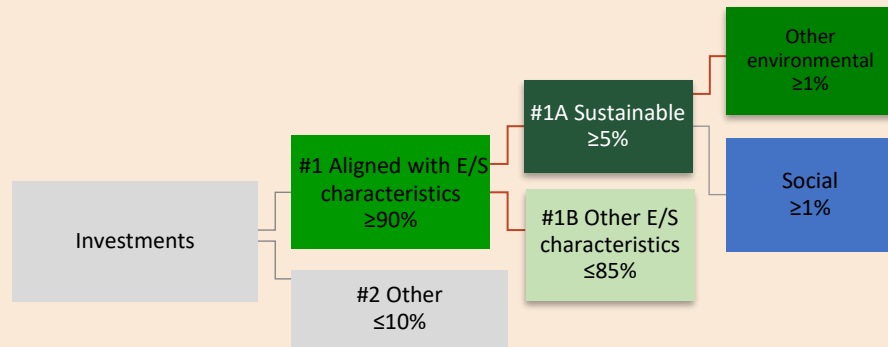 Investments
#1 Aligned with E/S
characteristics
≥90%
#2 Other
≤10%
#1A Sustainable
≥5%
#1B Other E/S
characteristics
≤85%
Other
environmental
≥1%
Social
≥1%